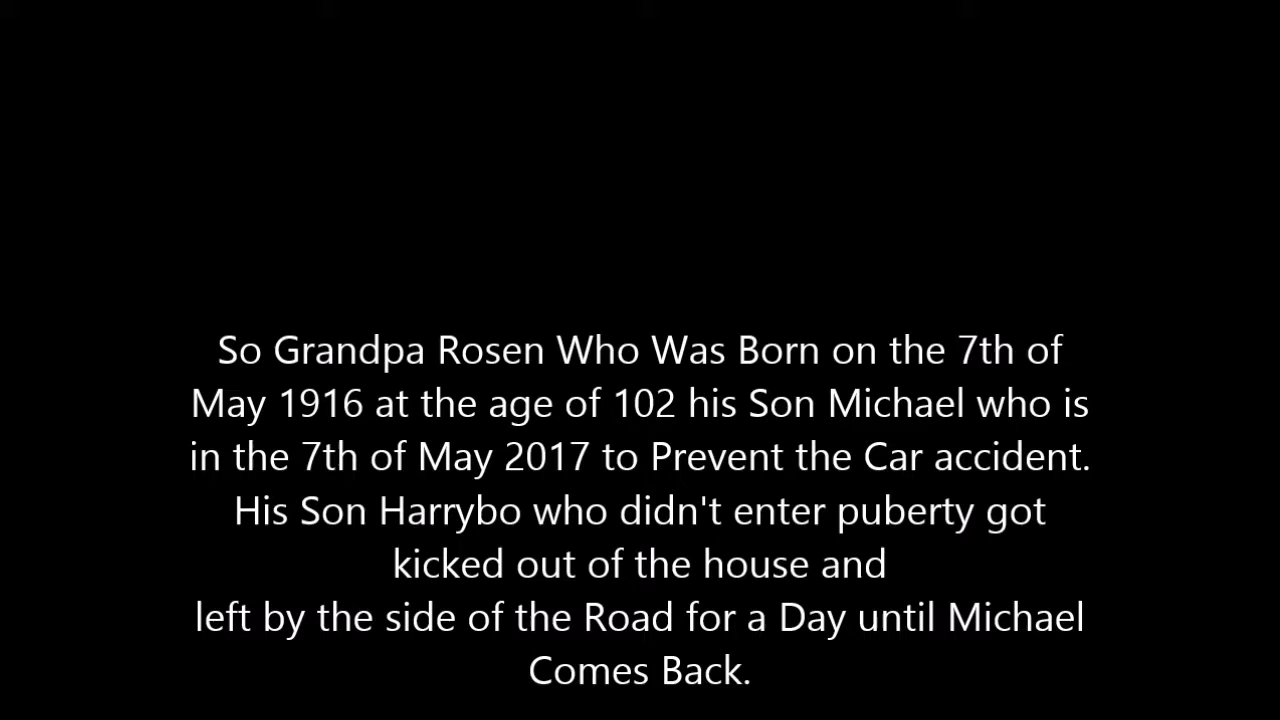 So Grandpa Rosen Who Was Born on the 7th of
May 1916 at the age of 102 his Son Michael who is
in the 7th of May 2017 to Prevent the Car accident.
His Son Harrybo who didn't enter puberty got
kicked out of the house and
left by the side of the Road for a Day until Michael
Comes Back.